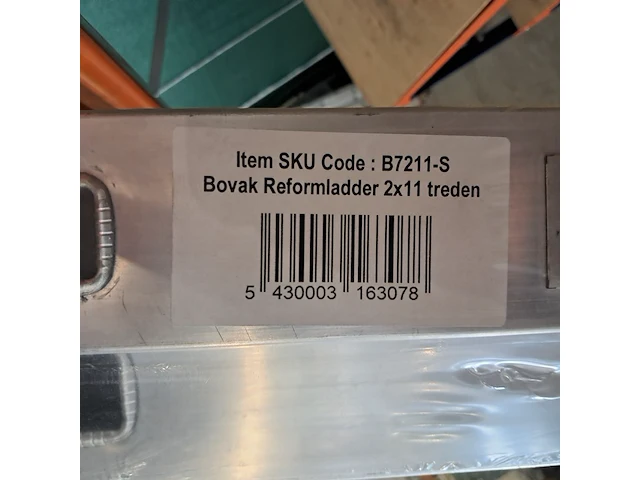 Item SKU Code : B7211-S
Bovak Reformladder 2x11 treden
5 430003 163078